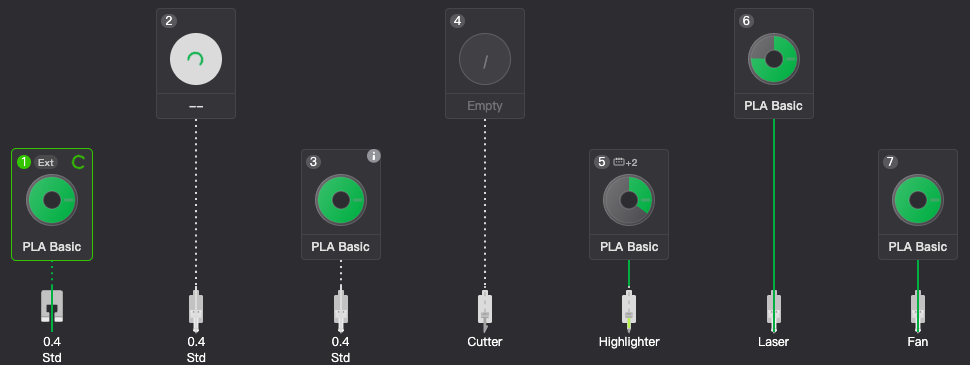 2
--
4
Empty
6
PLA Basic
1 Ext
PLA Basic
3 i
PLA Basic
5 +2
PLA Basic
7
PLA Basic
0.4
Std
0.4
Std
0.4
Std
Cutter
Highlighter
Laser
Fan